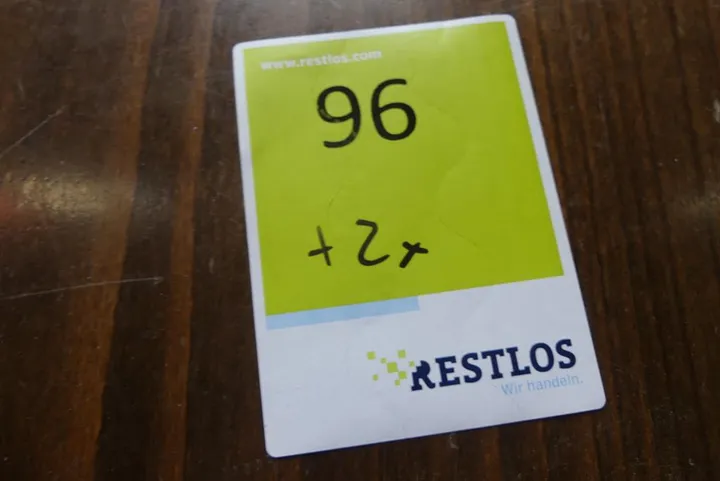 www.restlos.com
96
+ 2x
RESTLOS
Wir handeln.